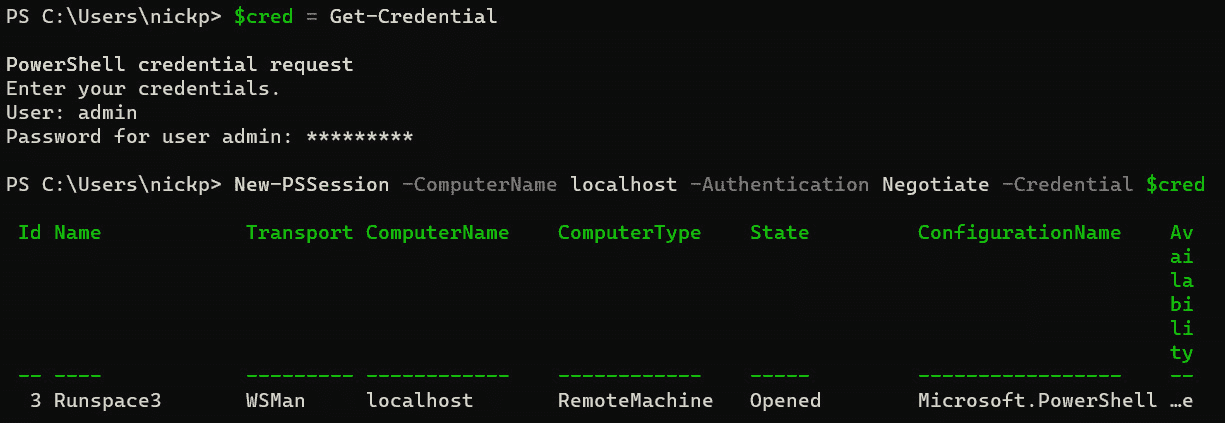 PS C:\Users\nickp> $cred = Get-Credential
PowerShell credential request
Enter your credentials.
User: admin
Password for user admin: *********
PS C:\Users\nickp> New-PSSession -ComputerName localhost -Authentication Negotiate -Credential $cred
 Id Name            Transport ComputerName    ComputerType    State         ConfigurationName    Av
                                                                                                 ai
                                                                                                 la
                                                                                                 bi
                                                                                                 li
                                                                                                 ty
 -- ----            --------- ------------    ------------    -----         -----------------    --
  3 Runspace3       WSMan     localhost       RemoteMachine   Opened        Microsoft.PowerShell …e